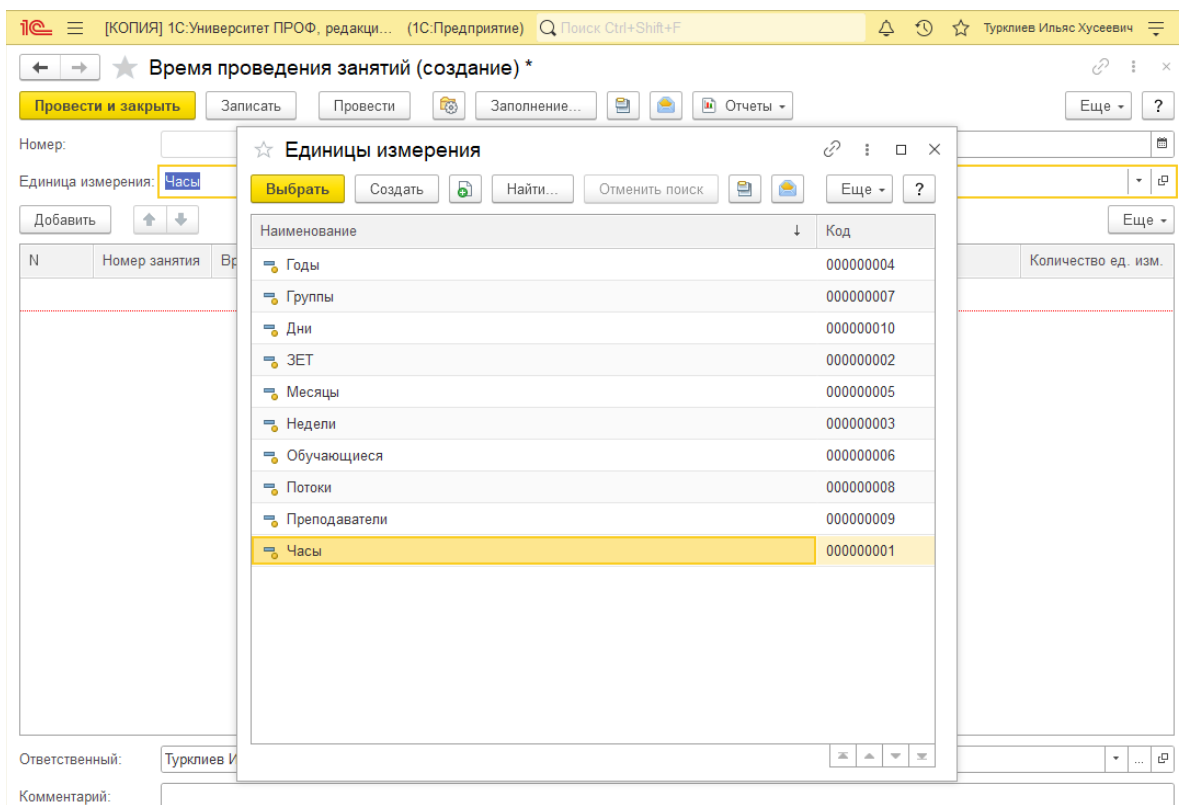 1С [КОПИЯ] 1С:Университет ПРОФ, редакци... (1С:Предприятие) Поиск Ctrl+Shift+F Турклиев Ильяс Хусеевич
Время проведения занятий (создание) *
Провести и закрыть Записать Провести Заполнение... Отчеты Еще ?
Номер:
Единица измерения: Часы
Добавить Еще
N Номер занятия Вр Количество ед. изм.
Единицы измерения
Выбрать Создать Найти... Отменить поиск Еще ?
Наименование ↓ Код
Годы 000000004
Группы 000000007
Дни 000000010
ЗЕТ 000000002
Месяцы 000000005
Недели 000000003
Обучающиеся 000000006
Потоки 000000008
Преподаватели 000000009
Часы 000000001
Ответственный: Турклиев И ...
Комментарий: